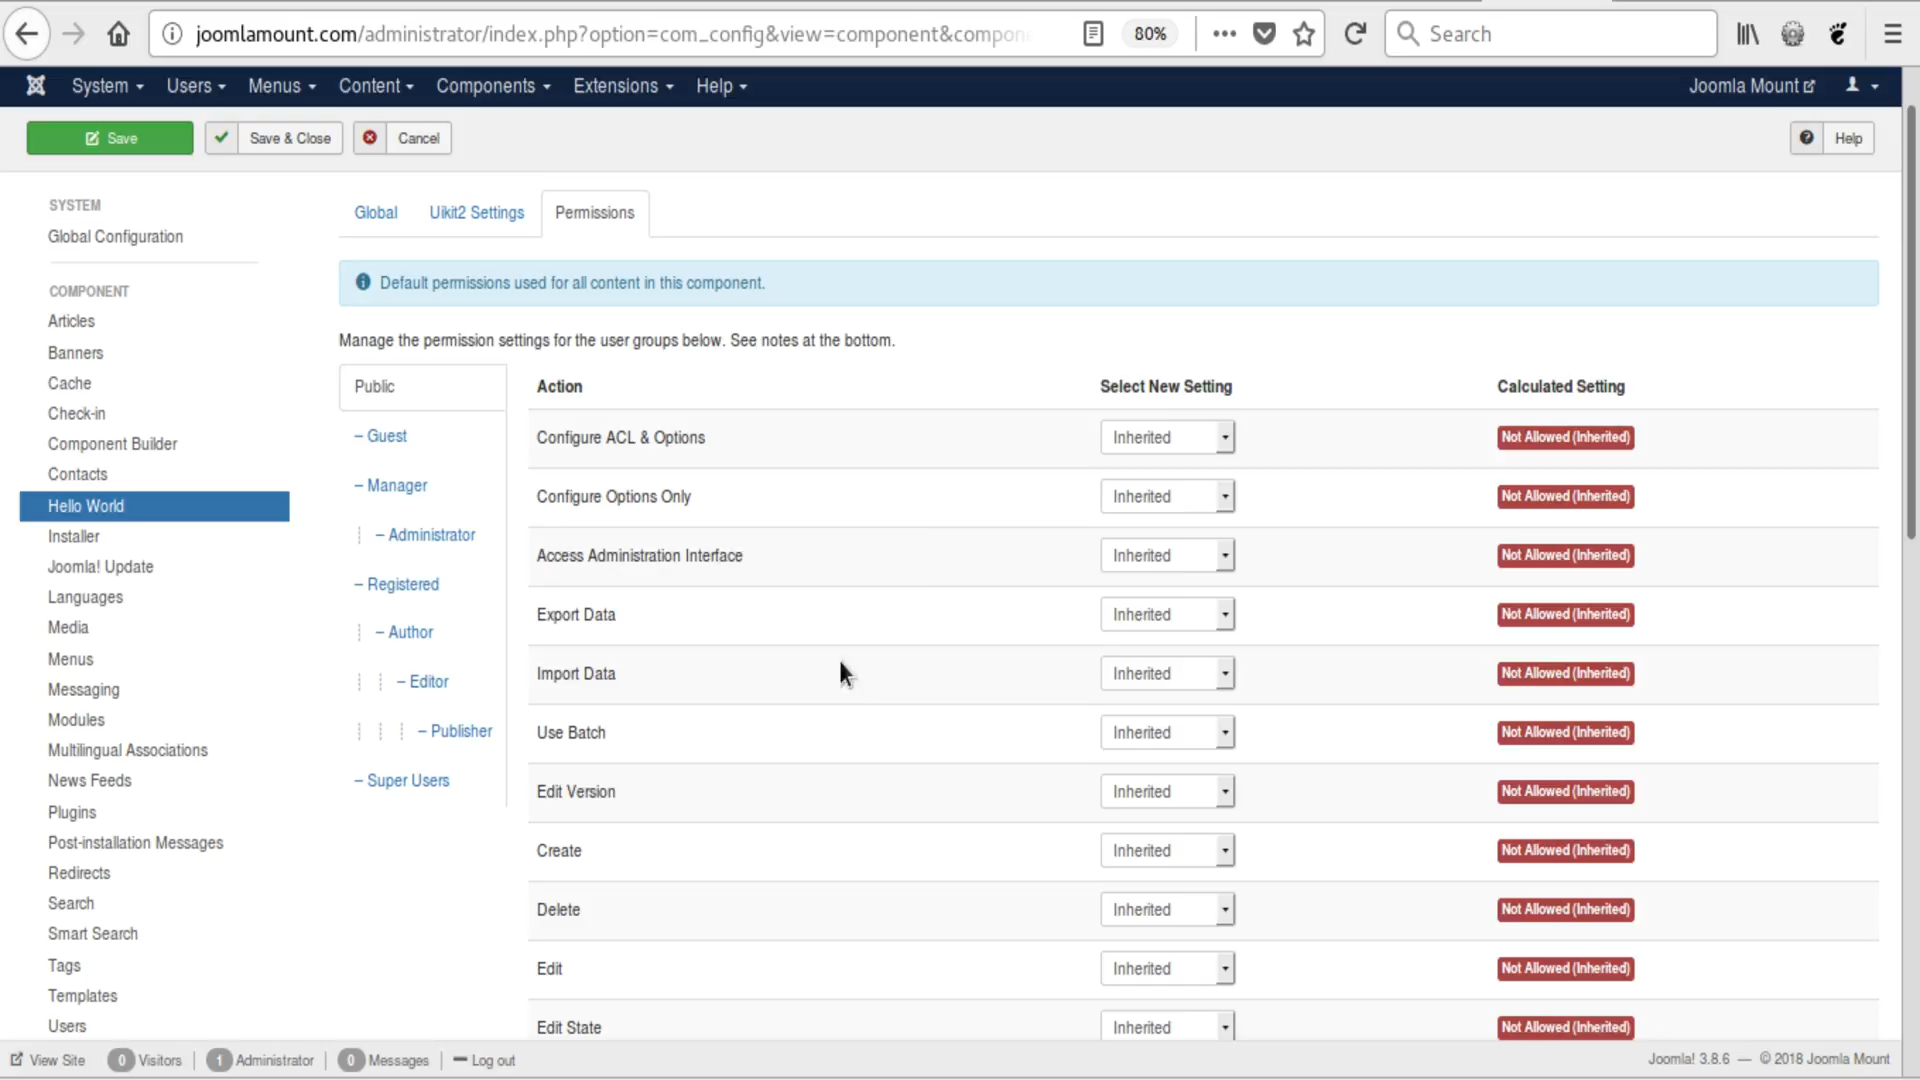 joomlamount.com/administrator/index.php?option=com_config&view=component&compon
80%
Search
System
Users
Menus
Content
Components
Extensions
Help
Joomla Mount
Save
Save & Close
Cancel
Help
SYSTEM
Global Configuration
COMPONENT
Articles
Banners
Cache
Check-in
Component Builder
Contacts
Hello World
Installer
Joomla! Update
Languages
Media
Menus
Messaging
Modules
Multilingual Associations
News Feeds
Plugins
Post-installation Messages
Redirects
Search
Smart Search
Tags
Templates
Users
Global
Uikit2 Settings
Permissions
Default permissions used for all content in this component.
Manage the permission settings for the user groups below. See notes at the bottom.
Public
– Guest
– Manager
– Administrator
– Registered
– Author
– Editor
– Publisher
– Super Users
Action Select New Setting Calculated Setting
Configure ACL & Options Inherited Not Allowed (Inherited)
Configure Options Only Inherited Not Allowed (Inherited)
Access Administration Interface Inherited Not Allowed (Inherited)
Export Data Inherited Not Allowed (Inherited)
Import Data Inherited Not Allowed (Inherited)
Use Batch Inherited Not Allowed (Inherited)
Edit Version Inherited Not Allowed (Inherited)
Create Inherited Not Allowed (Inherited)
Delete Inherited Not Allowed (Inherited)
Edit Inherited Not Allowed (Inherited)
Edit State Inherited Not Allowed (Inherited)
View Site
0 Visitors
1 Administrator
0 Messages
Log out
Joomla! 3.8.6 — © 2018 Joomla Mount